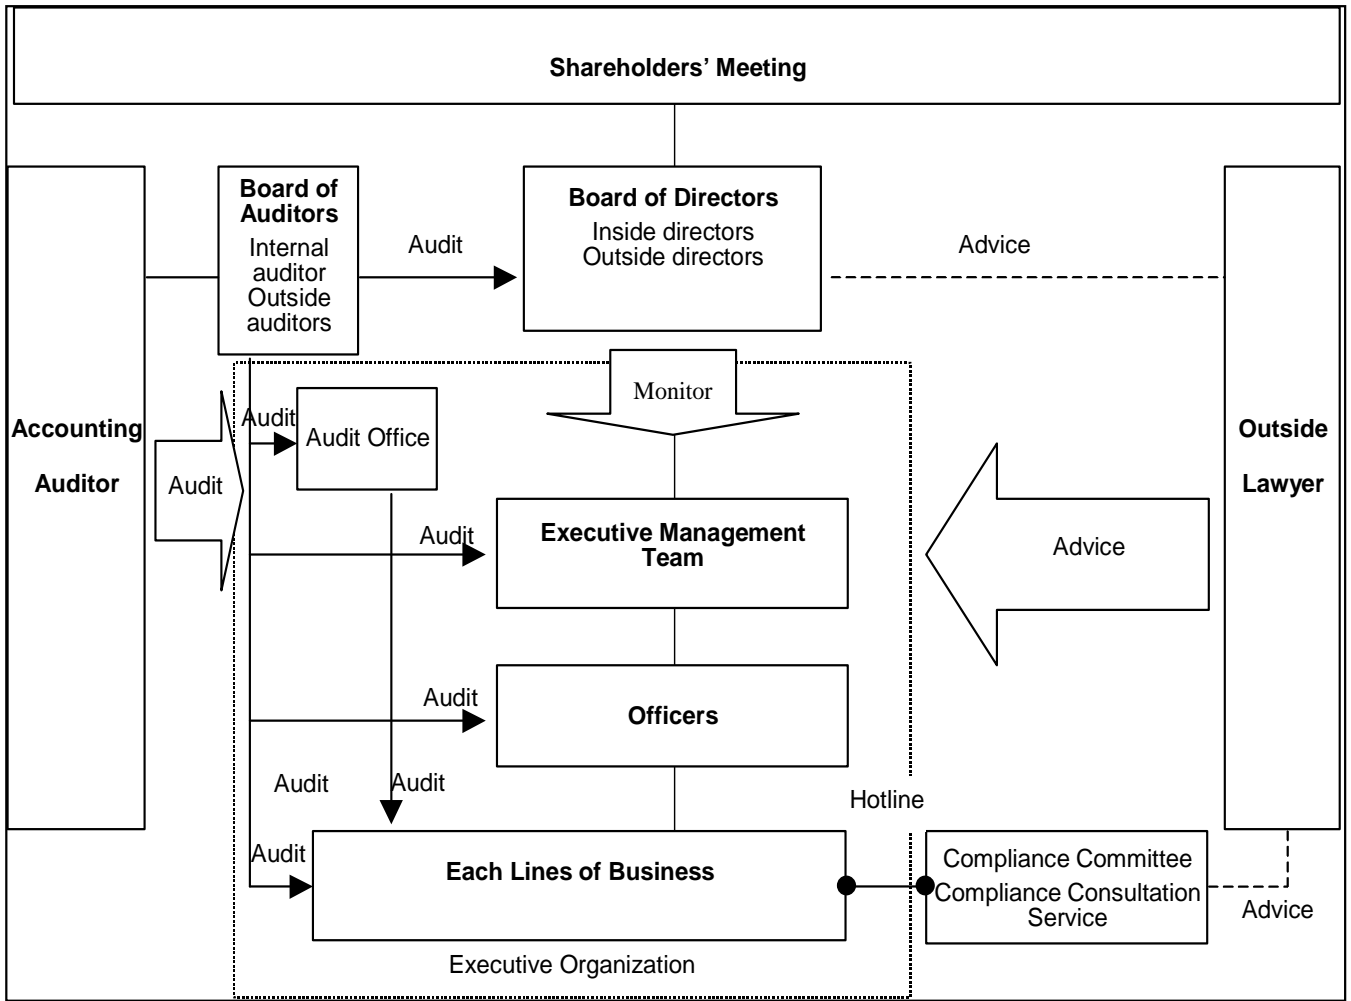 Shareholders’ Meeting
Board of
Auditors
Internal
auditor
Outside
auditors
Audit
Board of Directors
Inside directors
Outside directors
Advice
Accounting
Auditor
Audit
Audit
Audit Office
Monitor
Outside
Lawyer
Audit
Executive Management
Team
Advice
Audit
Officers
Audit
Audit
Hotline
Audit
Each Lines of Business
Compliance Committee
Compliance Consultation
Service
Advice
Executive Organization